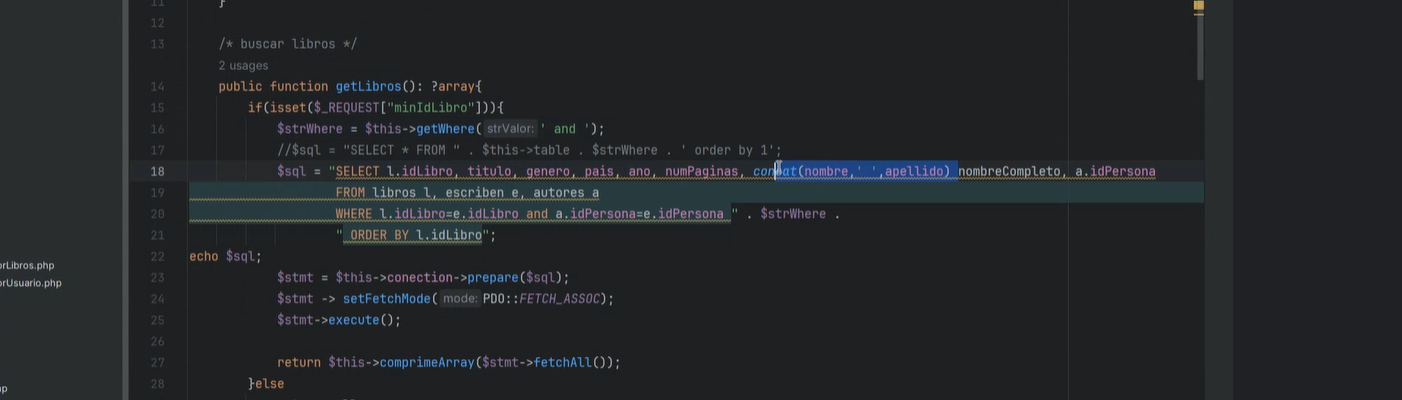 11 }
12
13 /* buscar libros */
2 usages
14 public function getLibros(): ?array{
15 if(isset($_REQUEST["minIdLibro"])){
16 $strWhere = $this->getWhere( strValor: ' and ');
17 //$sql = "SELECT * FROM " . $this->table . $strWhere . ' order by 1';
18 $sql = "SELECT l.idLibro, titulo, genero, pais, ano, numPaginas, concat(nombre,' ',apellido) nombreCompleto, a.idPersona
19 FROM libros l, escriben e, autores a
20 WHERE l.idLibro=e.idLibro and a.idPersona=e.idPersona " . $strWhere .
21 " ORDER BY l.idLibro";
22 echo $sql;
23 $stmt = $this->conection->prepare($sql);
orLibros.php
orUsuario.php
24 $stmt -> setFetchMode( mode: PDO::FETCH_ASSOC);
25 $stmt->execute();
26
27 return $this->comprimeArray($stmt->fetchAll());
28 }else